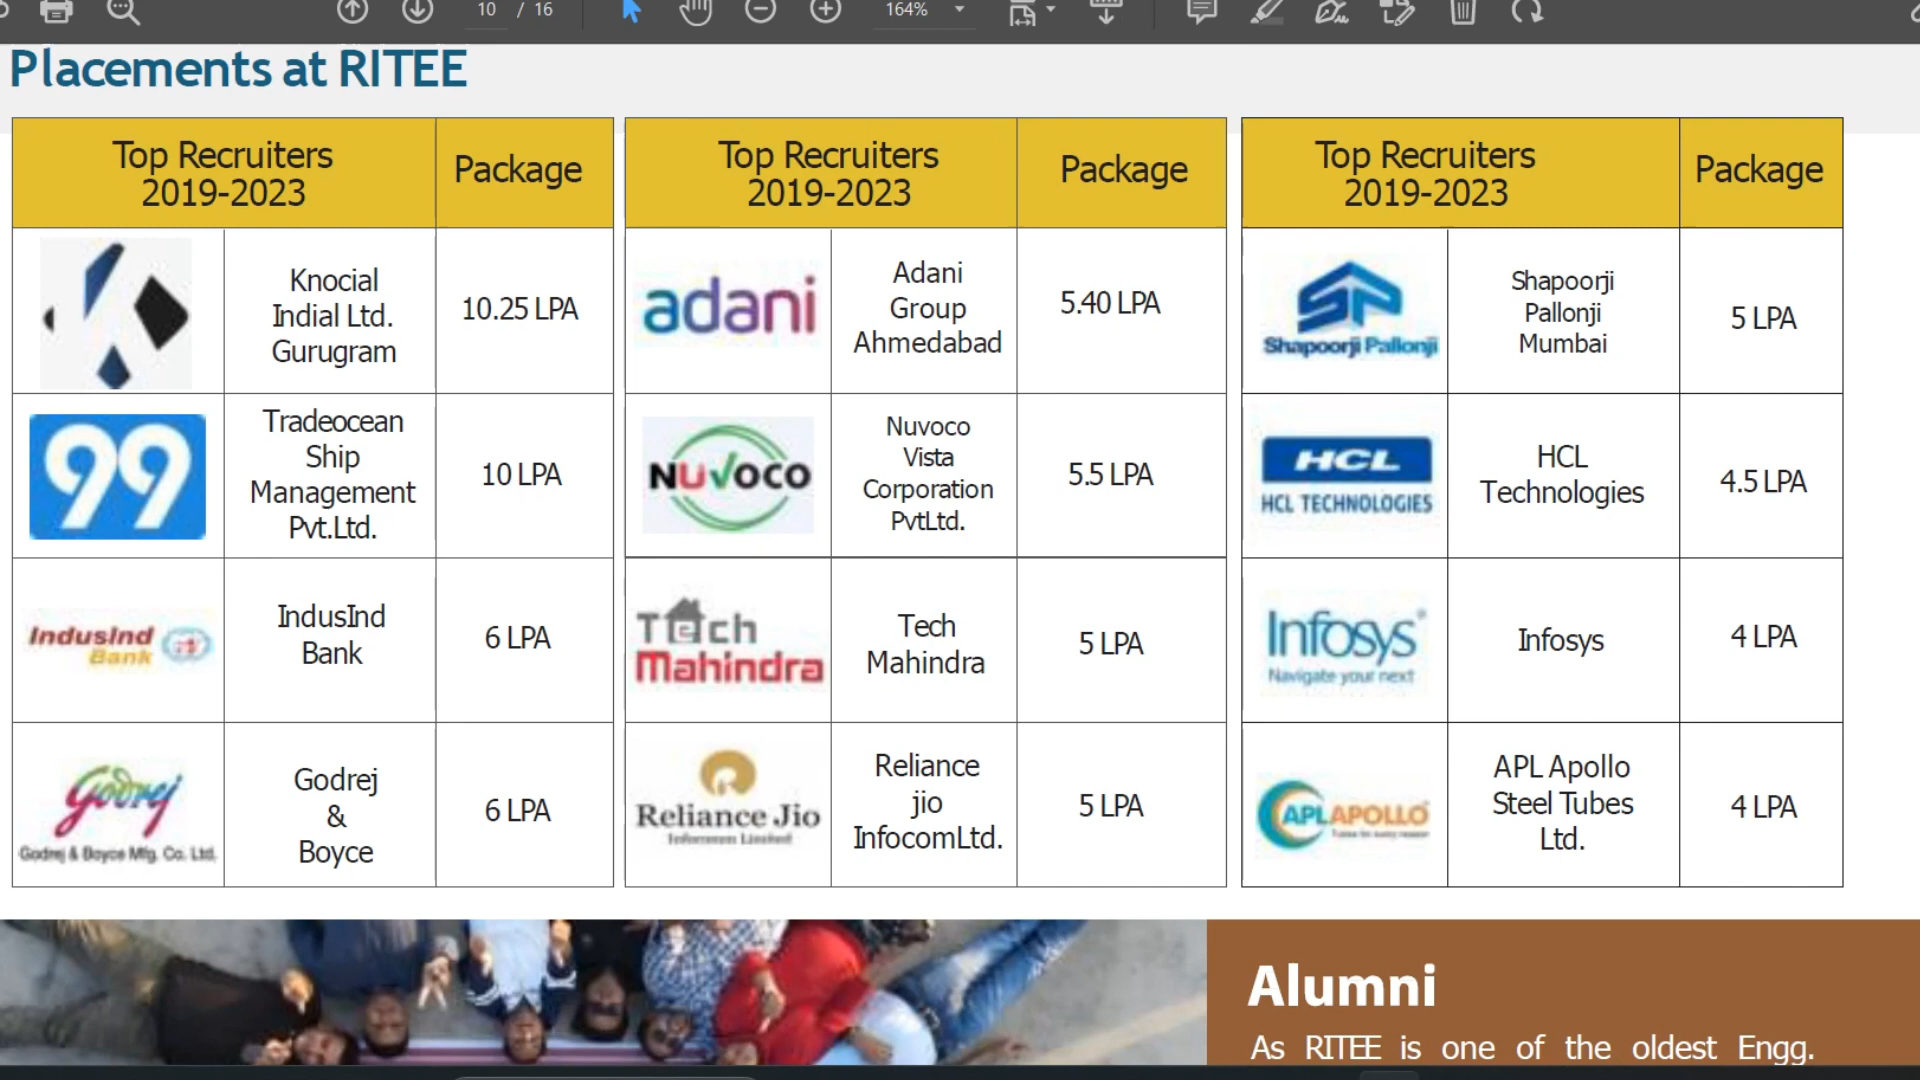 10 / 16
164%
Placements at RITEE
Top Recruiters
2019-2023
Package
Knocial
Indial Ltd.
Gurugram
10.25 LPA
99
Tradeocean
Ship
Management
Pvt.Ltd.
10 LPA
IndusInd
Bank
IndusInd
Bank
6 LPA
Godrej
Godrej & Boyce Mfg. Co. Ltd.
Godrej
&
Boyce
6 LPA
Top Recruiters
2019-2023
Package
adani
Adani
Group
Ahmedabad
5.40 LPA
NUVOCO
Nuvoco
Vista
Corporation
PvtLtd.
5.5 LPA
Tech
Mahindra
Tech
Mahindra
5 LPA
Reliance Jio
Infocomm Limited
Reliance
jio
InfocomLtd.
5 LPA
Top Recruiters
2019-2023
Package
SP
Shapoorji Pallonji
Shapoorji
Pallonji
Mumbai
5 LPA
HCL
HCL TECHNOLOGIES
HCL
Technologies
4.5 LPA
Infosys®
Navigate your next
Infosys
4 LPA
APL APOLLO
APL Apollo
Steel Tubes
Ltd.
4 LPA
Alumni
As RITEE is one of the oldest Engg.